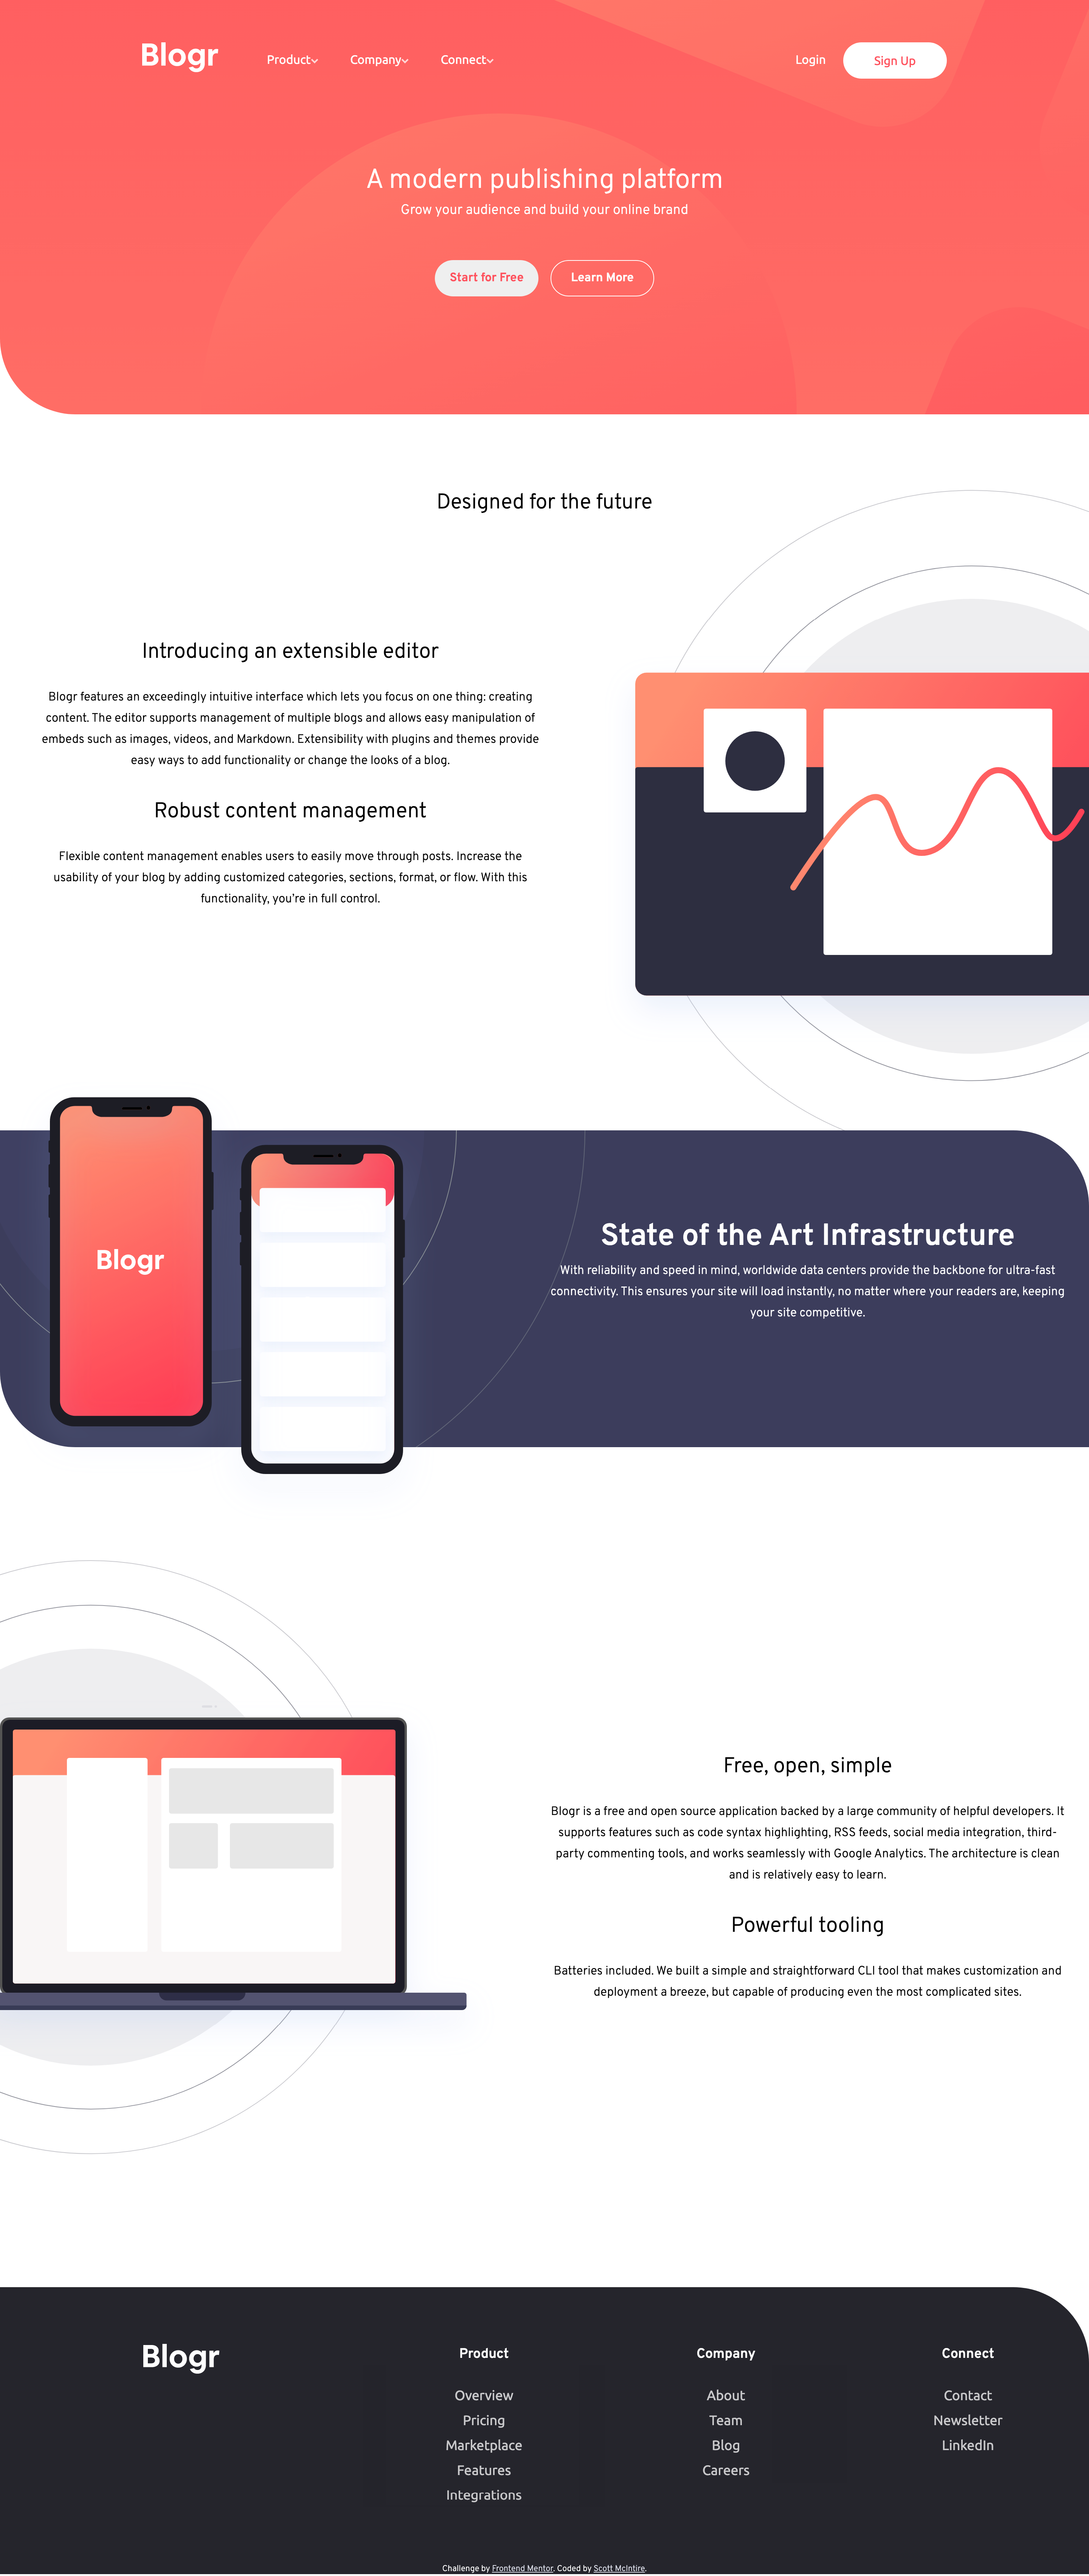 Blogr
Product
Company
Connect
Login
Sign Up
A modern publishing platform
Grow your audience and build your online brand
Start for Free
Learn More
Designed for the future
Introducing an extensible editor
Blogr features an exceedingly intuitive interface which lets you focus on one thing: creating
content. The editor supports management of multiple blogs and allows easy manipulation of
embeds such as images, videos, and Markdown. Extensibility with plugins and themes provide
easy ways to add functionality or change the looks of a blog.
Robust content management
Flexible content management enables users to easily move through posts. Increase the
usability of your blog by adding customized categories, sections, format, or flow. With this
functionality, you're in full control.
Blogr
State of the Art Infrastructure
With reliability and speed in mind, worldwide data centers provide the backbone for ultra-fast
connectivity. This ensures your site will load instantly, no matter where your readers are, keeping
your site competitive.
Free, open, simple
Blogr is a free and open source application backed by a large community of helpful developers. It
supports features such as code syntax highlighting, RSS feeds, social media integration, third-
party commenting tools, and works seamlessly with Google Analytics. The architecture is clean
and is relatively easy to learn.
Powerful tooling
Batteries included. We built a simple and straightforward CLI tool that makes customization and
deployment a breeze, but capable of producing even the most complicated sites.
Blogr
Product
Overview
Pricing
Marketplace
Features
Integrations
Company
About
Team
Blog
Careers
Connect
Contact
Newsletter
LinkedIn
Challenge by Frontend Mentor. Coded by Scott McIntire.